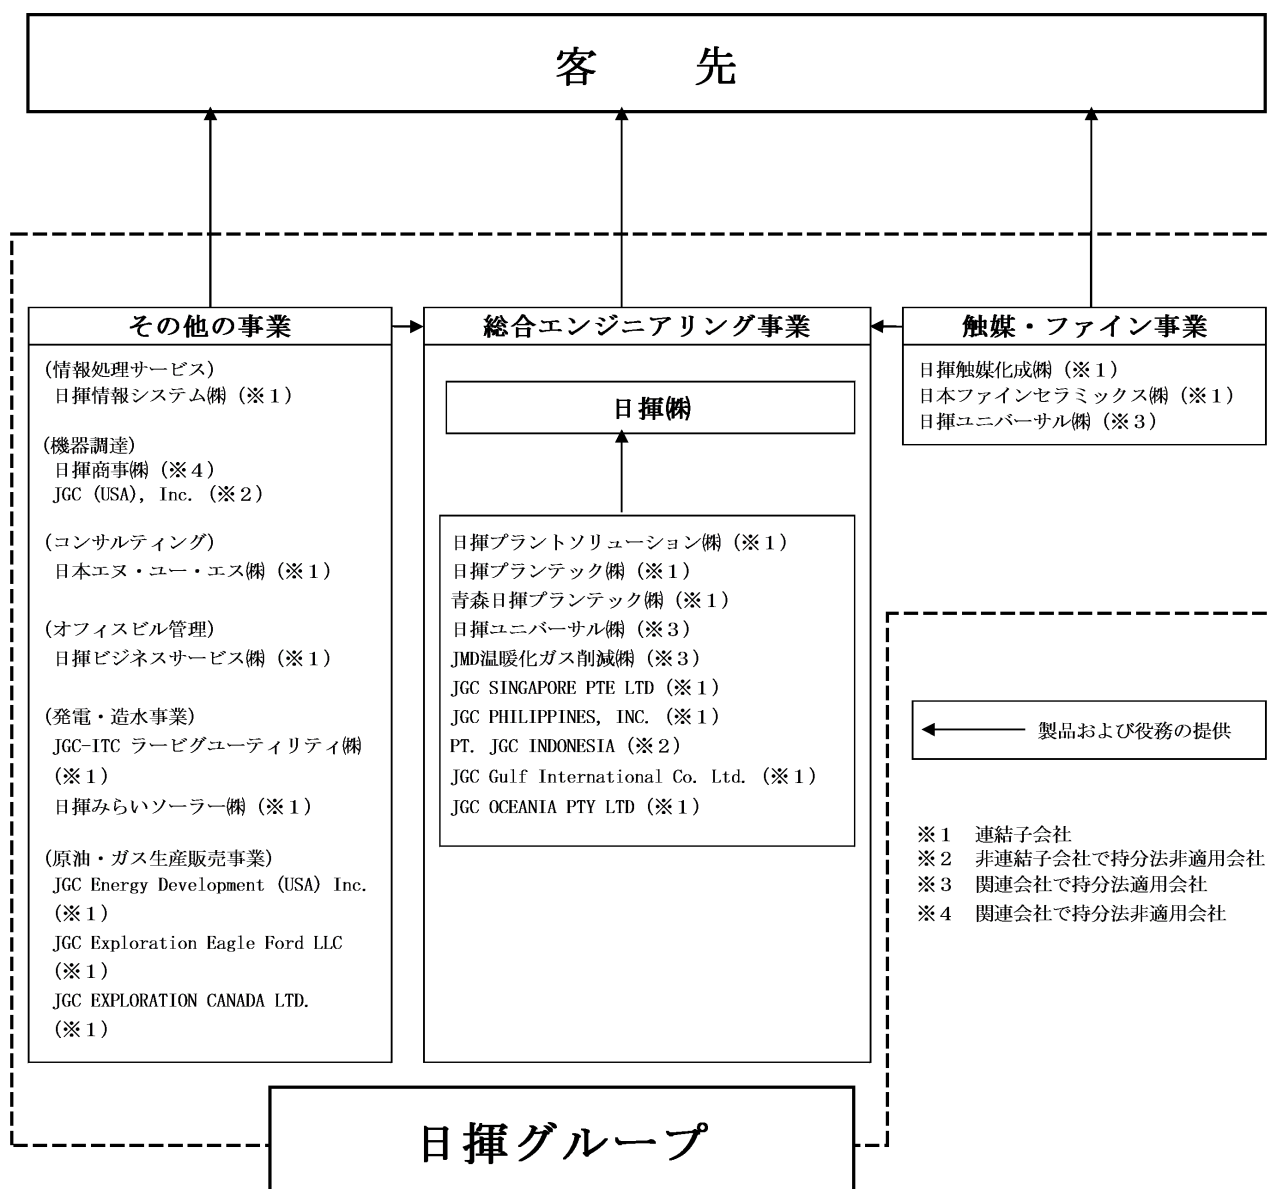 客　先
その他の事業
(情報処理サービス)
日揮情報システム㈱ (※１)
(機器調達)
日揮商事㈱ (※４)
JGC (USA), Inc. (※２)
(コンサルティング)
日本エヌ・ユー・エス㈱ (※１)
(オフィスビル管理)
日揮ビジネスサービス㈱ (※１)
(発電・造水事業)
JGC-ITC ラービグユーティリティ㈱
(※１)
日揮みらいソーラー㈱ (※１)
(原油・ガス生産販売事業)
JGC Energy Development (USA) Inc.
(※１)
JGC Exploration Eagle Ford LLC
(※１)
JGC EXPLORATION CANADA LTD.
(※１)
総合エンジニアリング事業
日揮㈱
日揮プラントソリューション㈱ (※１)
日揮プランテック㈱ (※１)
青森日揮プランテック㈱ (※１)
日揮ユニバーサル㈱ (※３)
JMD温暖化ガス削減㈱ (※３)
JGC SINGAPORE PTE LTD (※１)
JGC PHILIPPINES, INC. (※１)
PT. JGC INDONESIA (※２)
JGC Gulf International Co. Ltd. (※１)
JGC OCEANIA PTY LTD (※１)
触媒・ファイン事業
日揮触媒化成㈱ (※１)
日本ファインセラミックス㈱ (※１)
日揮ユニバーサル㈱ (※３)
製品および役務の提供
※１　連結子会社
※２　非連結子会社で持分法非適用会社
※３　関連会社で持分法適用会社
※４　関連会社で持分法非適用会社
日揮グループ